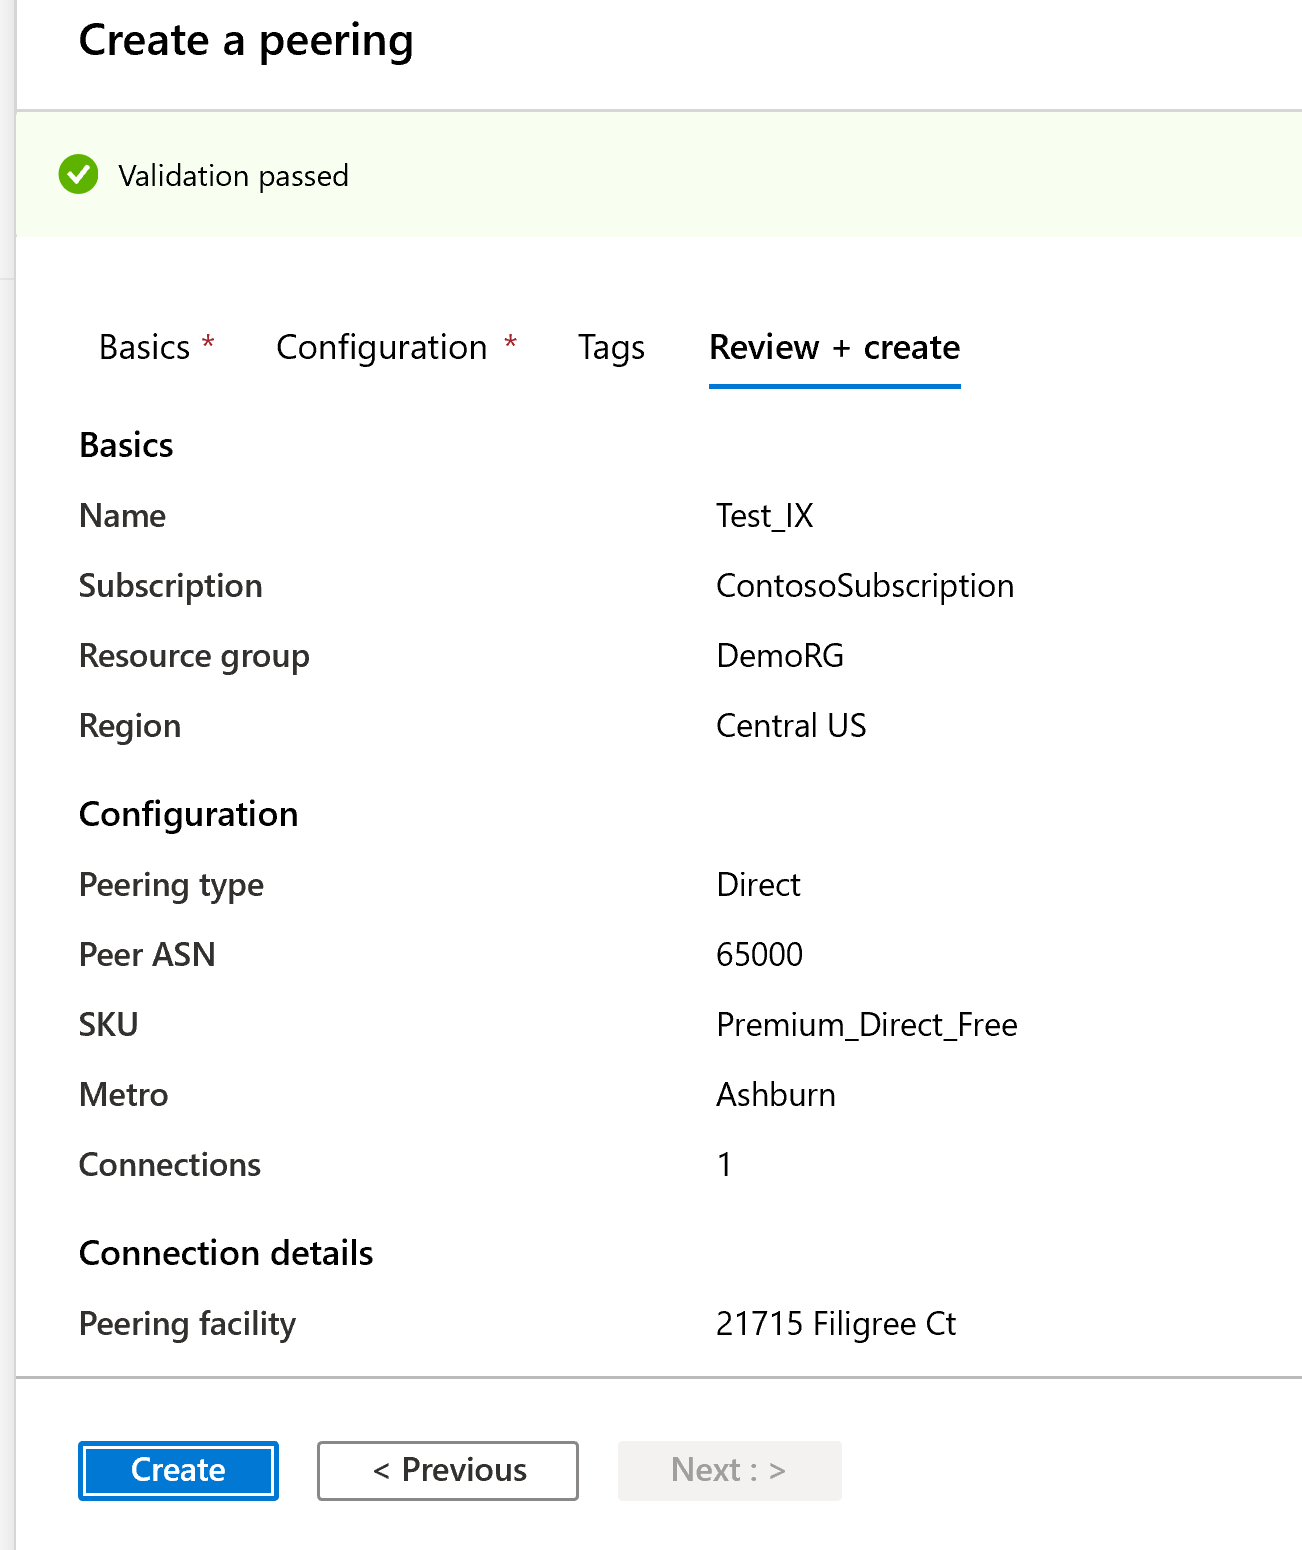 Create a peering
Validation passed
Basics * Configuration * Tags Review + create
Basics
Name Test_IX
Subscription ContosoSubscription
Resource group DemoRG
Region Central US
Configuration
Peering type Direct
Peer ASN 65000
SKU Premium_Direct_Free
Metro Ashburn
Connections 1
Connection details
Peering facility 21715 Filigree Ct
Create < Previous Next : >